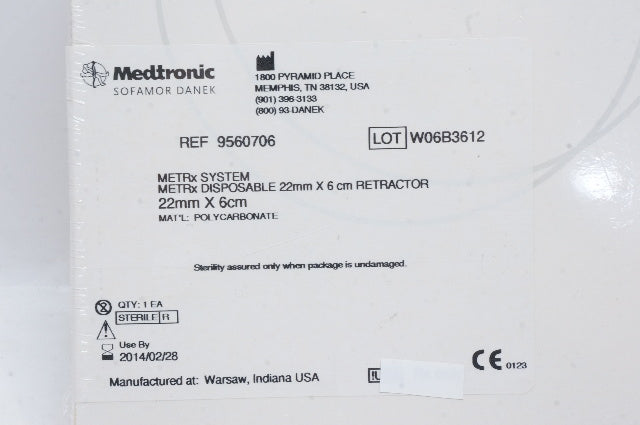 Medtronic
SOFAMOR DANEK
1800 PYRAMID PLACE
MEMPHIS, TN 38132, USA
(901) 396-3133
(800) 93-DANEK
REF 9560706
LOT W06B3612
METRx SYSTEM
METRx DISPOSABLE 22mm X 6 cm RETRACTOR
22mm X 6cm
MAT'L: POLYCARBONATE
Sterility assured only when package is undamaged.
QTY: 1 EA
STERILE R
Use By
2014/02/28
Manufactured at: Warsaw, Indiana USA
CE 0123